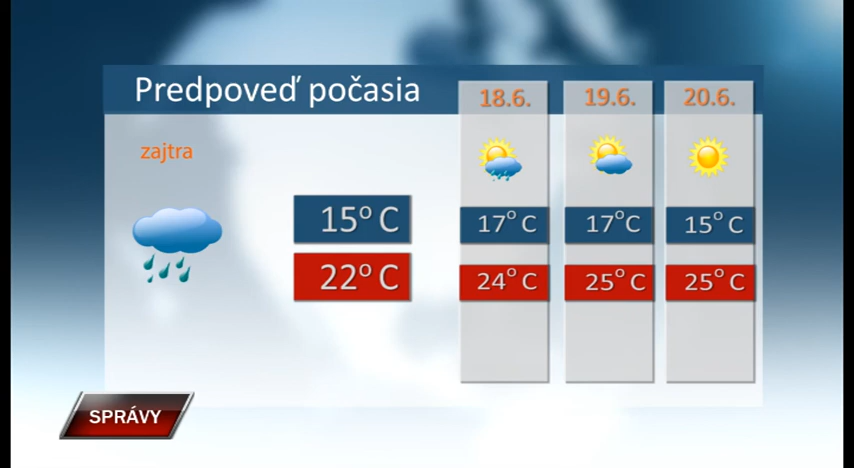 Predpoveď počasia
zajtra
15° C
22° C
18.6.
17° C
24° C
19.6.
17°C
25° C
20.6.
15° C
25° C
SPRÁVY